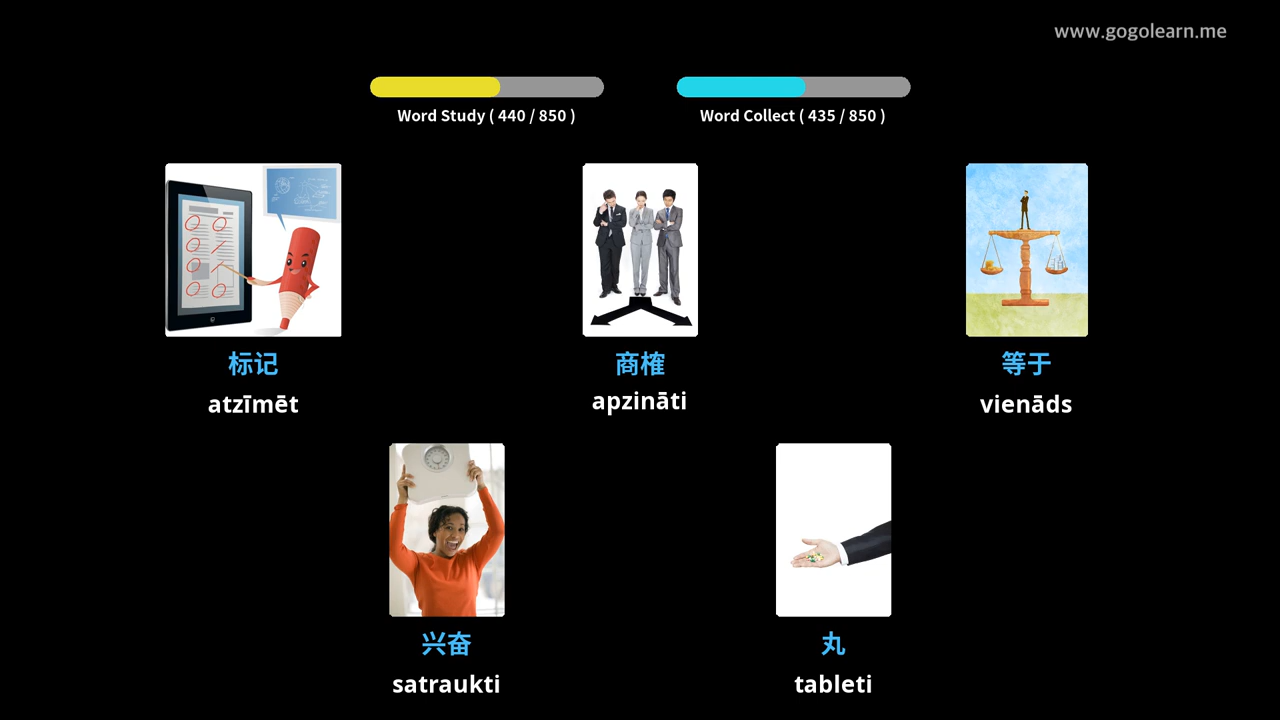 www.gogolearn.me
Word Study ( 440 / 850 )
Word Collect ( 435 / 850 )
标记
atzīmēt
商榷
apzināti
等于
vienāds
兴奋
satraukti
丸
tableti